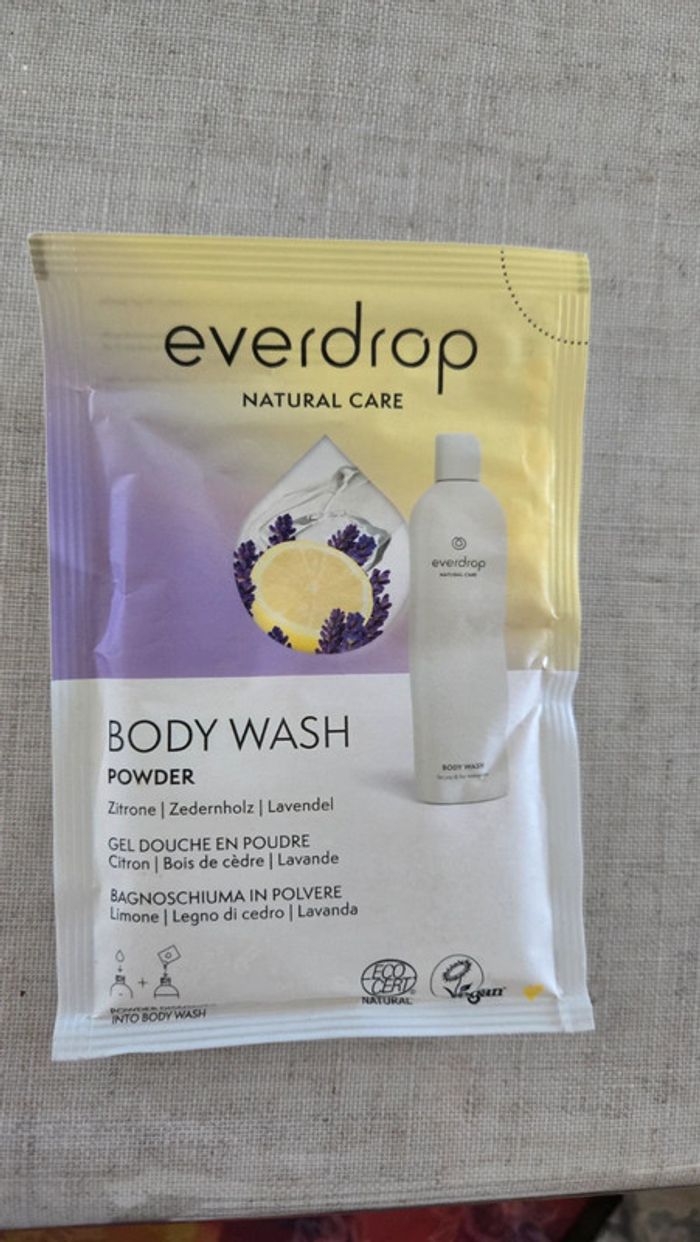 everdrop
NATURAL CARE
everdrop
NATURAL CARE
BODY WASH
BODY WASH
POWDER
Zitrone | Zedernholz | Lavendel
GEL DOUCHE EN POUDRE
Citron | Bois de cèdre | Lavande
BAGNOSCHIUMA IN POLVERE
Limone | Legno di cedro | Lavanda
+
POWDER
INTO BODY WASH
ECO
CERT
NATURAL
Vegan